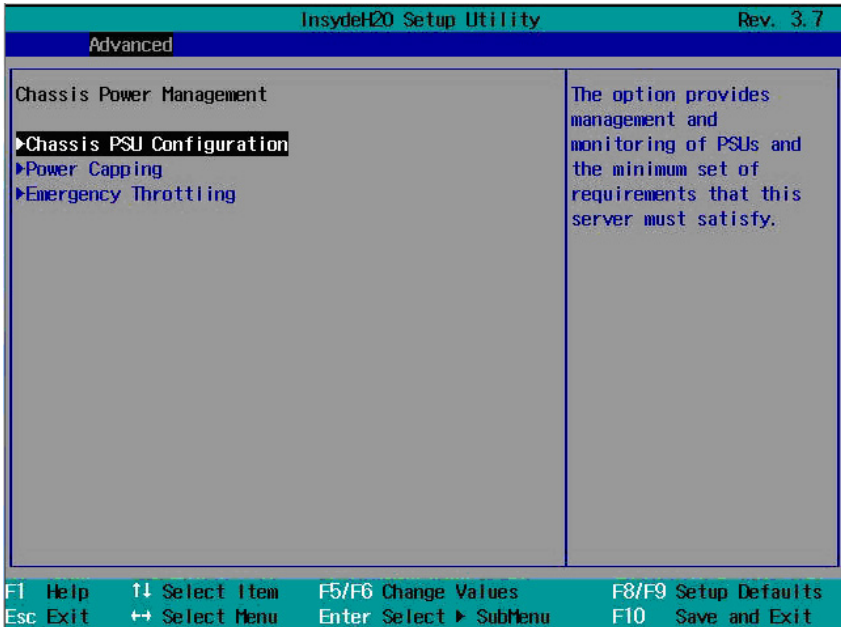 InsydeH20 Setup Utility Rev. 3.7
Advanced
Chassis Power Management
▶Chassis PSU Configuration
▶Power Capping
▶Emergency Throttling
The option provides
management and
monitoring of PSUs and
the minimum set of
requirements that this
server must satisfy.
F1 Help ↑↓ Select Item F5/F6 Change Values F8/F9 Setup Defaults
Esc Exit ↔ Select Menu Enter Select ▶ SubMenu F10 Save and Exit